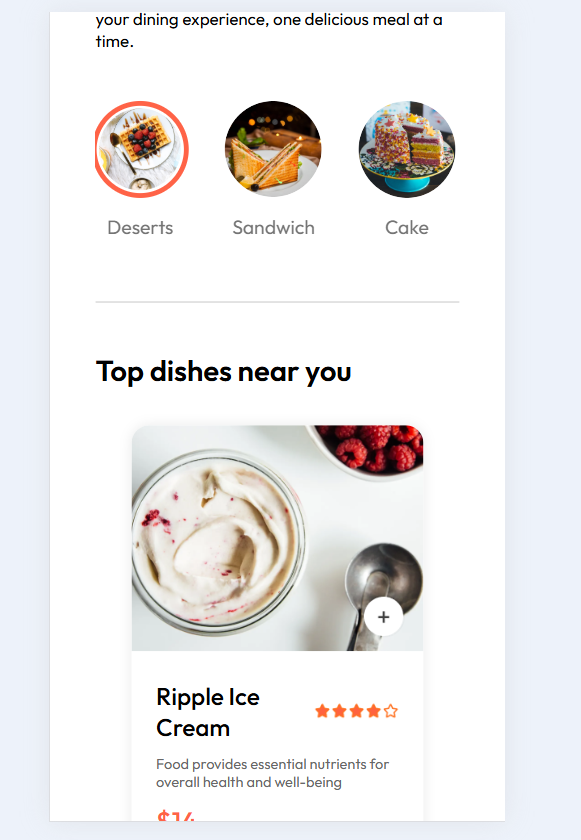 your dining experience, one delicious meal at a
time.
Deserts
Sandwich
Cake
Top dishes near you
Ripple Ice
Cream
Food provides essential nutrients for
overall health and well-being
$14